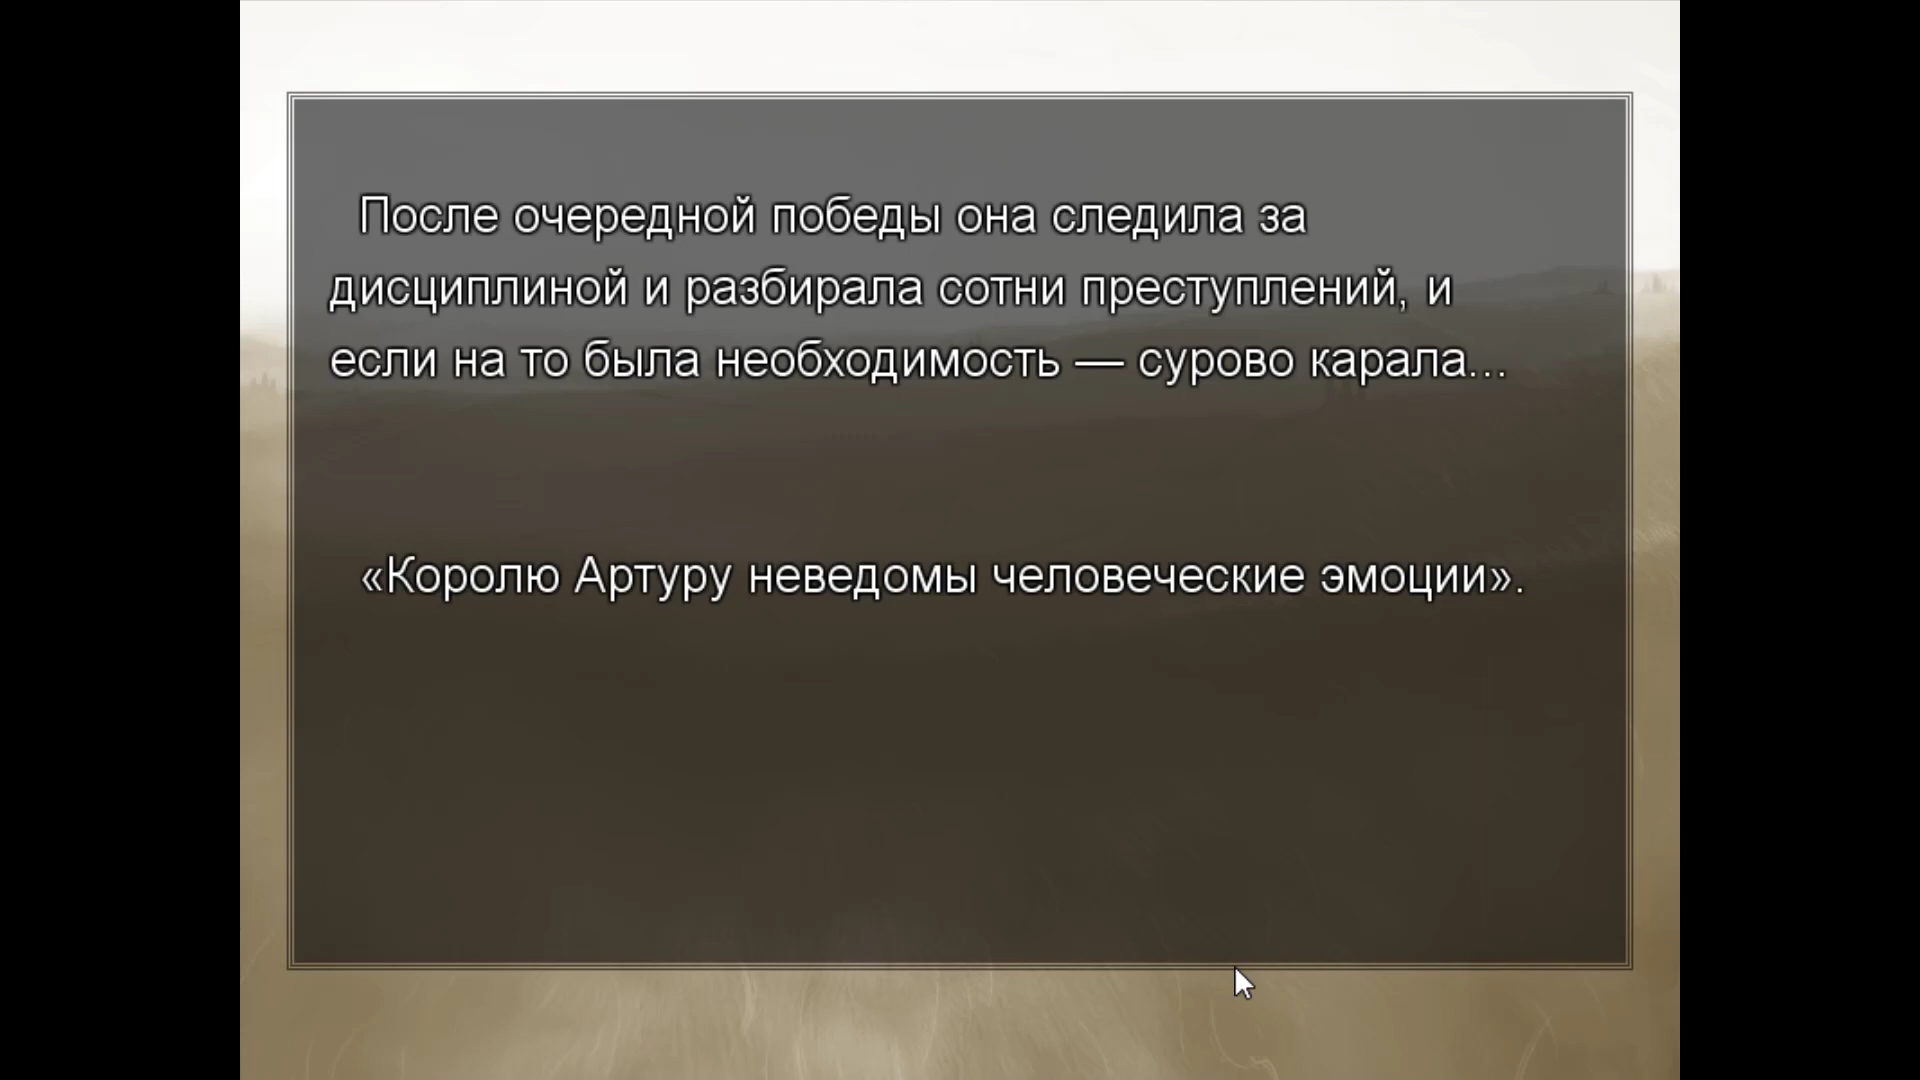 После очередной победы она следила за
дисциплиной и разбирала сотни преступлений, и
если на то была необходимость — сурово карала...
«Королю Артуру неведомы человеческие эмоции».